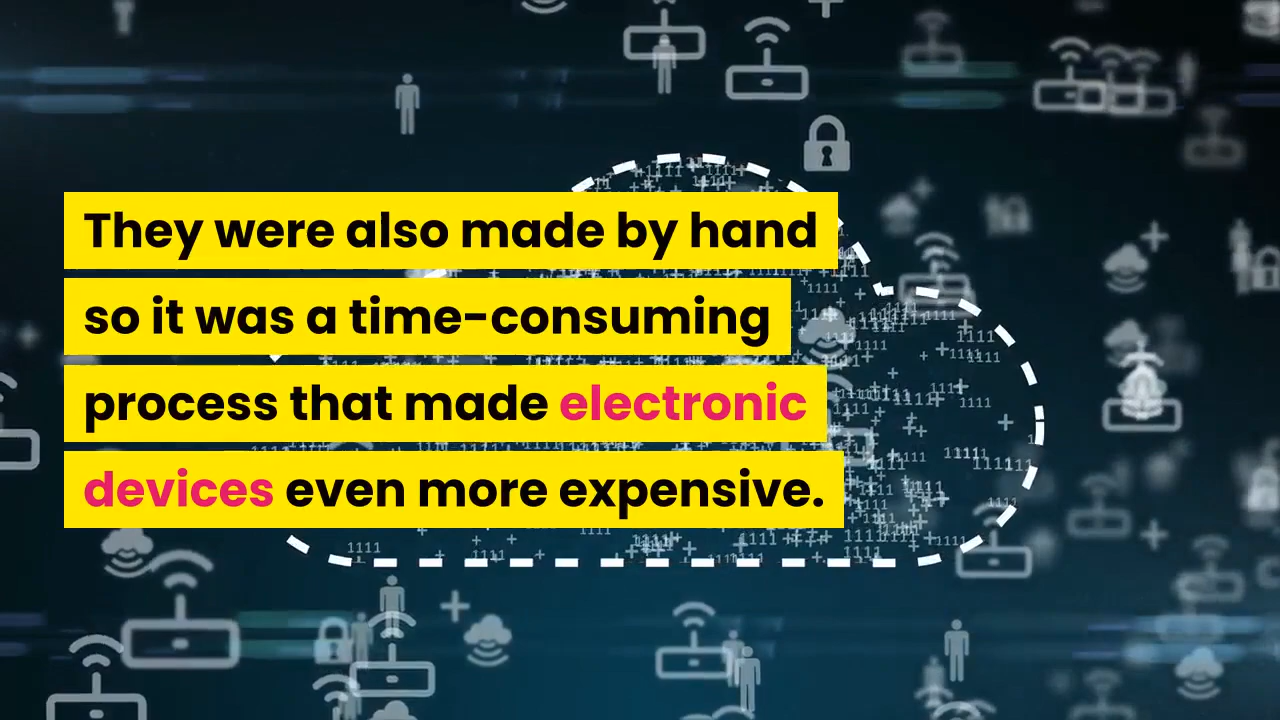 They were also made by hand
so it was a time-consuming
process that made electronic
devices even more expensive.